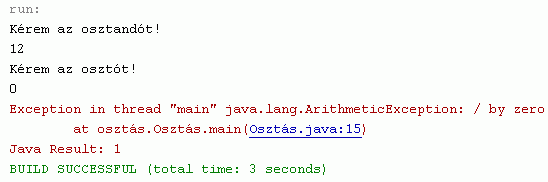 run:
Kérem az osztandót!
12
Kérem az osztót!
0
Exception in thread "main" java.lang.ArithmeticException: / by zero
at osztás.Osztás.main(Osztás.java:15)
Java Result: 1
BUILD SUCCESSFUL (total time: 3 seconds)